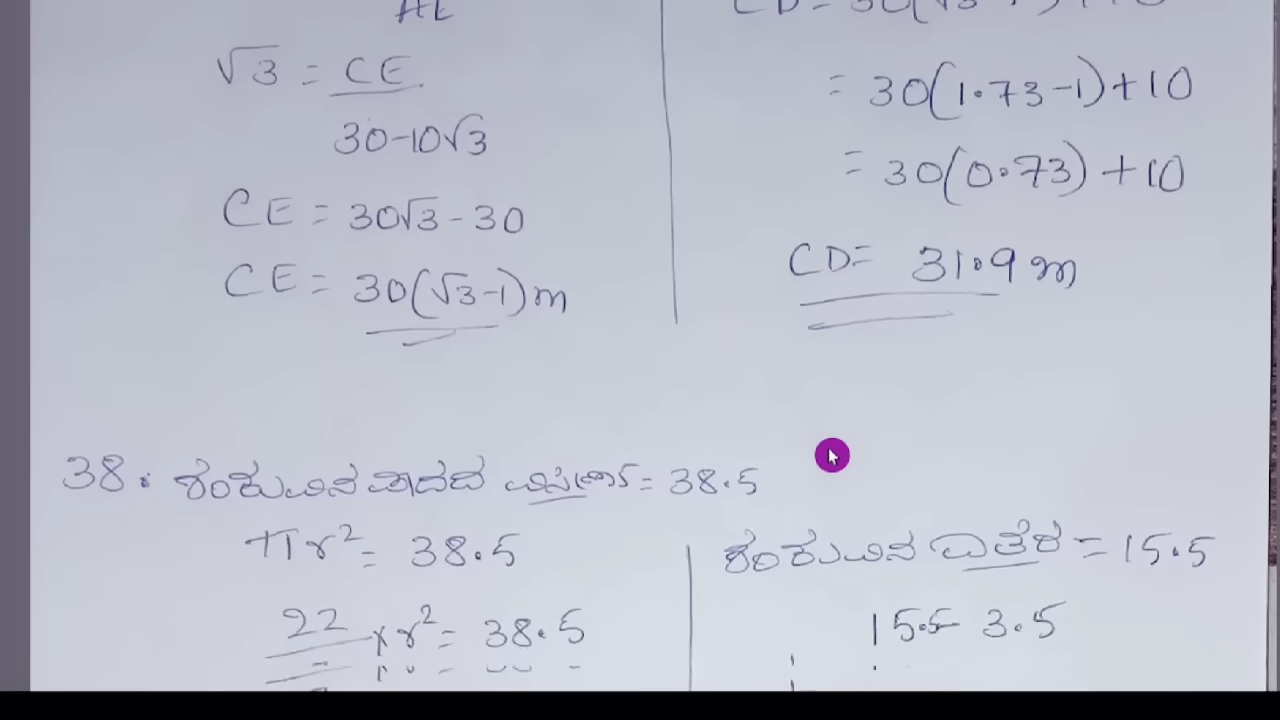 AE
√3 = CE
30-10√3
CE = 30√3 - 30
CE = 30(√3-1)m
= 30(1.73-1)+10
= 30(0.73)+10
CD= 31.9 m
38. ಶಂಕುವಿನ ಪಾದದ ವಿಸ್ತೀರ್ಣ = 38.5
πr² = 38.5
22 × r² = 38.5
ಶಂಕುವಿನ ಎತ್ತರ = 15.5
15.5 - 3.5